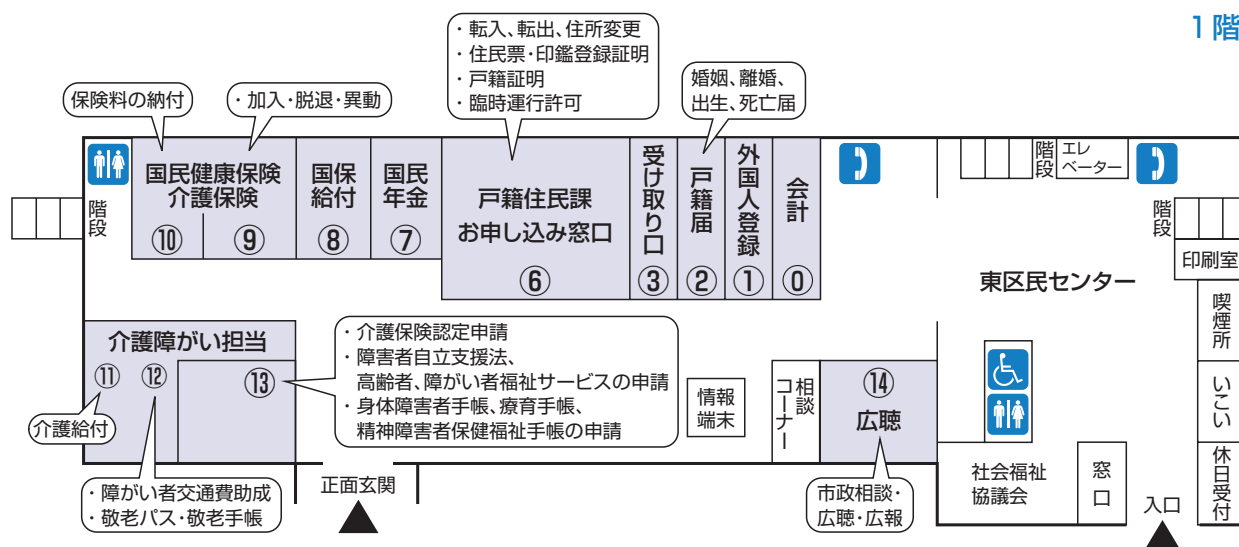 1階
・転入、転出、住所変更
・住民票・印鑑登録証明
・戸籍証明
・臨時運行許可
婚姻、離婚、
出生、死亡届
保険料の納付
・加入・脱退・異動
階段
国民健康保険
介護保険
⑩
⑨
国保
給付
⑧
国民
年金
⑦
戸籍住民課
お申し込み窓口
⑥
受け取り口
③
戸籍届
②
外国人登録
①
会計
⓪
階段
エレ
ベーター
階段
印刷室
東区民センター
喫煙所
いこい
休日受付
介護障がい担当
⑪
⑫
⑬
介護給付
・障がい者交通費助成
・敬老パス・敬老手帳
・介護保険認定申請
・障害者自立支援法、
高齢者、障がい者福祉サービスの申請
・身体障害者手帳、療育手帳、
精神障害者保健福祉手帳の申請
正面玄関
情報
端末
相談
コーナー
⑭
広聴
市政相談・
広聴・広報
社会福祉
協議会
窓口
入口